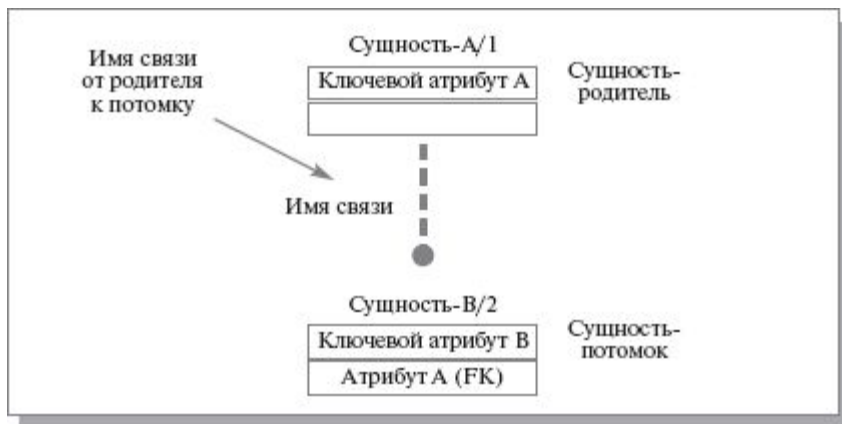 Имя связи
от родителя
к потомку
Сущность-A/1
Ключевой атрибут A
Сущность-
родитель
Имя связи
Сущность-B/2
Ключевой атрибут B
Атрибут A (FK)
Сущность-
потомок